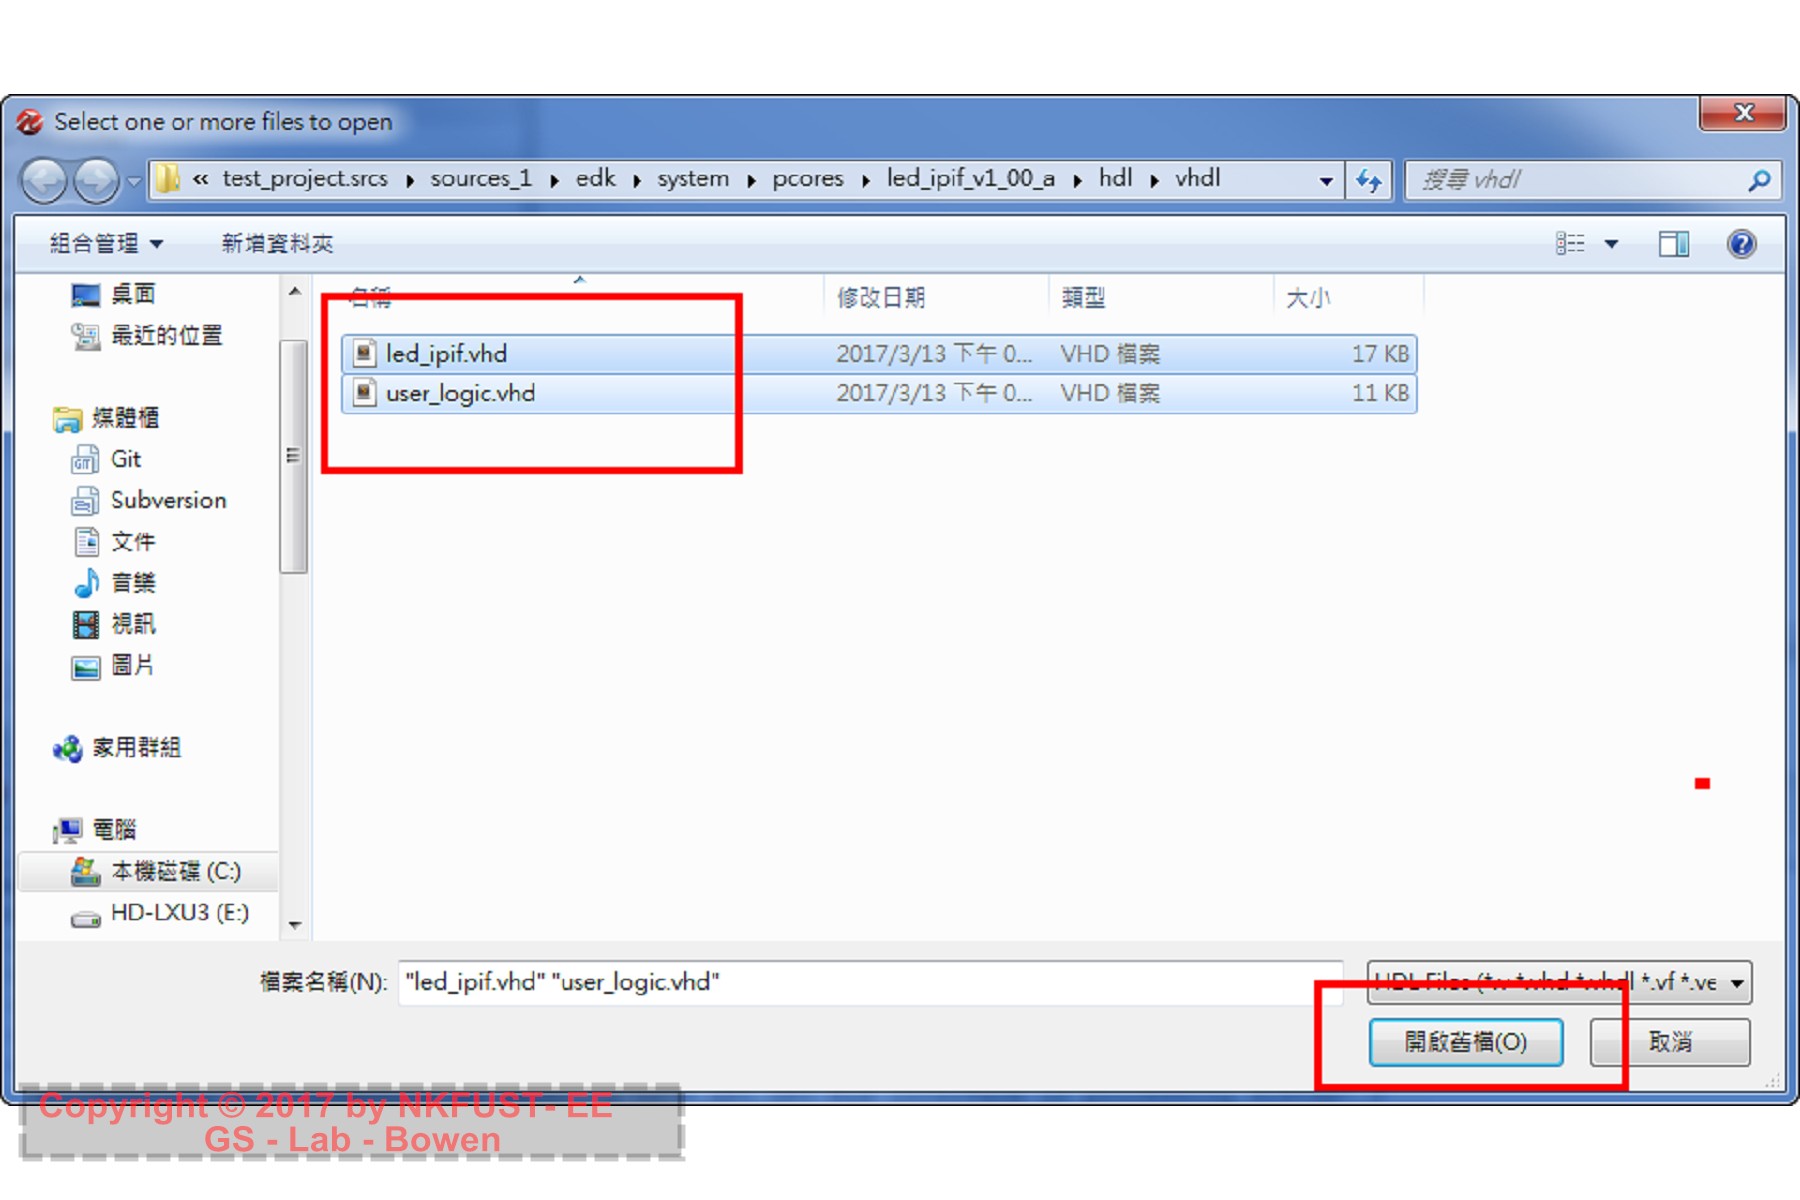 Select one or more files to open
« test_project.srcs ▸ sources_1 ▸ edk ▸ system ▸ pcores ▸ led_ipif_v1_00_a ▸ hdl ▸ vhdl
搜尋 vhdl
組合管理 新增資料夾
名稱 修改日期 類型 大小
led_ipif.vhd 2017/3/13 下午 0... VHD 檔案 17 KB
user_logic.vhd 2017/3/13 下午 0... VHD 檔案 11 KB
桌面
最近的位置
媒體櫃
Git
Subversion
文件
音樂
視訊
圖片
家用群組
電腦
本機磁碟 (C:)
HD-LXU3 (E:)
檔案名稱(N): "led_ipif.vhd" "user_logic.vhd"
HDL Files (*.v *.vhd *.vhdl *.vf *.ve
開啟舊檔(O) 取消
Copyright © 2017 by NKFUST- EE
GS - Lab - Bowen